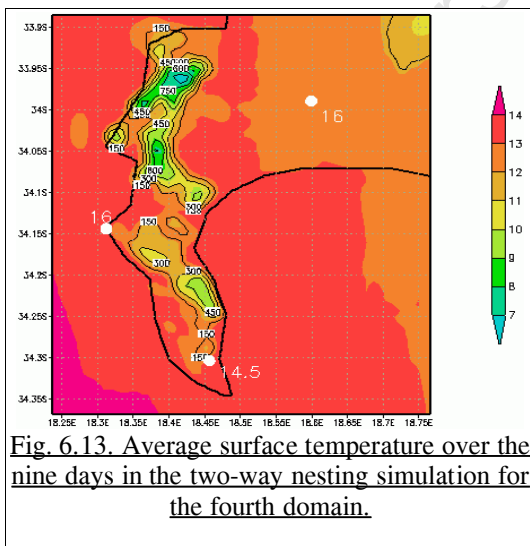 33.9S
33.95S
34S
34.05S
34.1S
34.15S
34.2S
34.25S
34.3S
34.35S
18.25E 18.3E 18.35E 18.4E 18.45E 18.5E 18.55E 18.6E 18.65E 18.7E 18.75E
150
450
600
750
450
450
150
600
300
150
300
150
300
300
450
150
150
16
16
14.5
14
13
12
11
10
9
8
7
Fig. 6.13. Average surface temperature over the
nine days in the two-way nesting simulation for
the fourth domain.